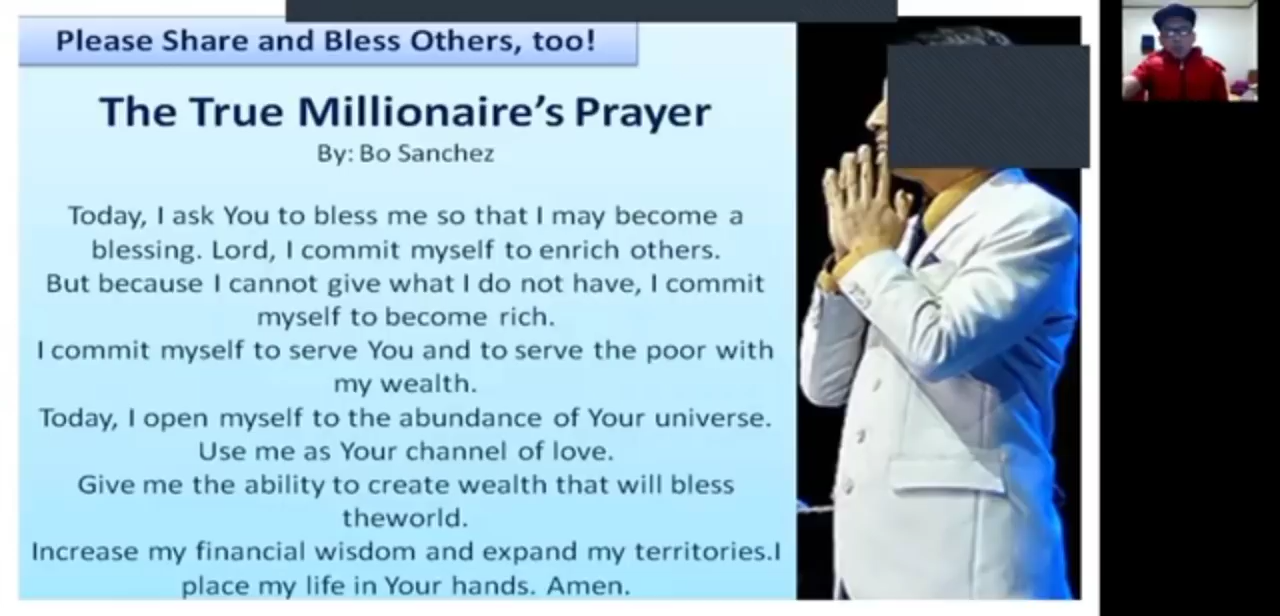 Please Share and Bless Others, too!
The True Millionaire's Prayer
By: Bo Sanchez
Today, I ask You to bless me so that I may become a
blessing. Lord, I commit myself to enrich others.
But because I cannot give what I do not have, I commit
myself to become rich.
I commit myself to serve You and to serve the poor with
my wealth.
Today, I open myself to the abundance of Your universe.
Use me as Your channel of love.
Give me the ability to create wealth that will bless
theworld.
Increase my financial wisdom and expand my territories.I
place my life in Your hands. Amen.